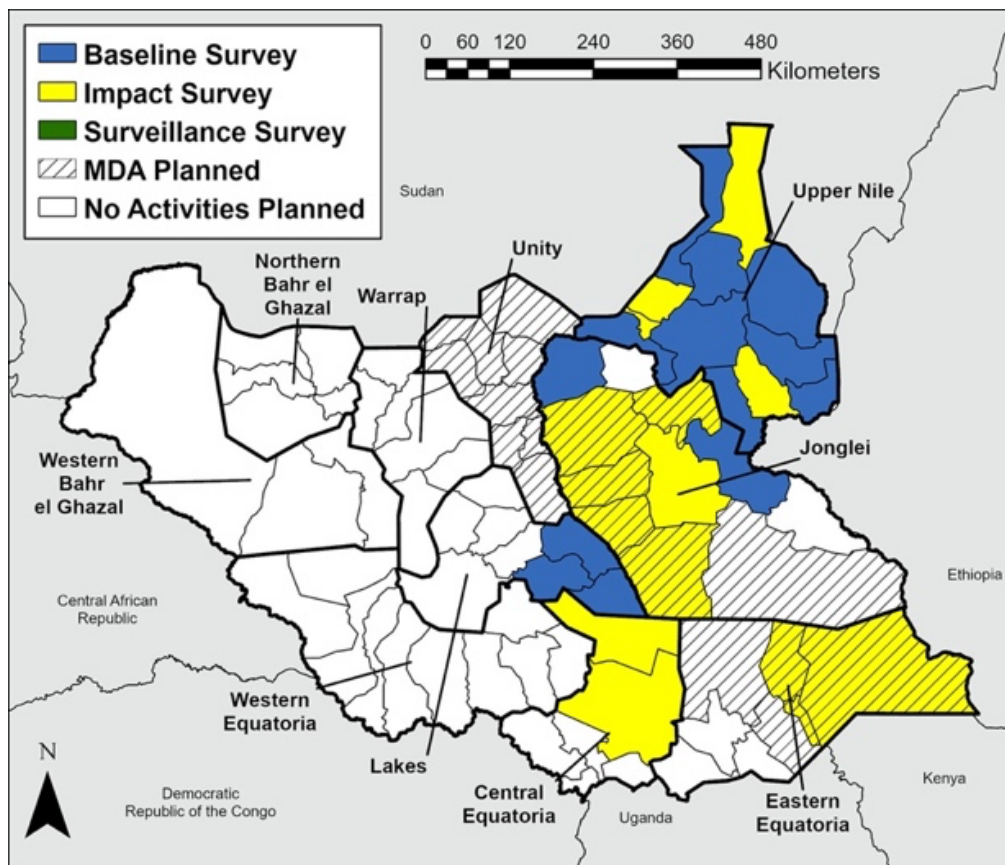 Baseline Survey
Impact Survey
Surveillance Survey
MDA Planned
No Activities Planned
0 60 120 240 360 480
Kilometers
Sudan
Upper Nile
Unity
Northern
Bahr el
Ghazal
Warrap
Western
Bahr
el Ghazal
Jonglei
Ethiopia
Central African
Republic
Western
Equatoria
Lakes
Central
Equatoria
Eastern
Equatoria
Kenya
Uganda
Democratic
Republic of the Congo
N